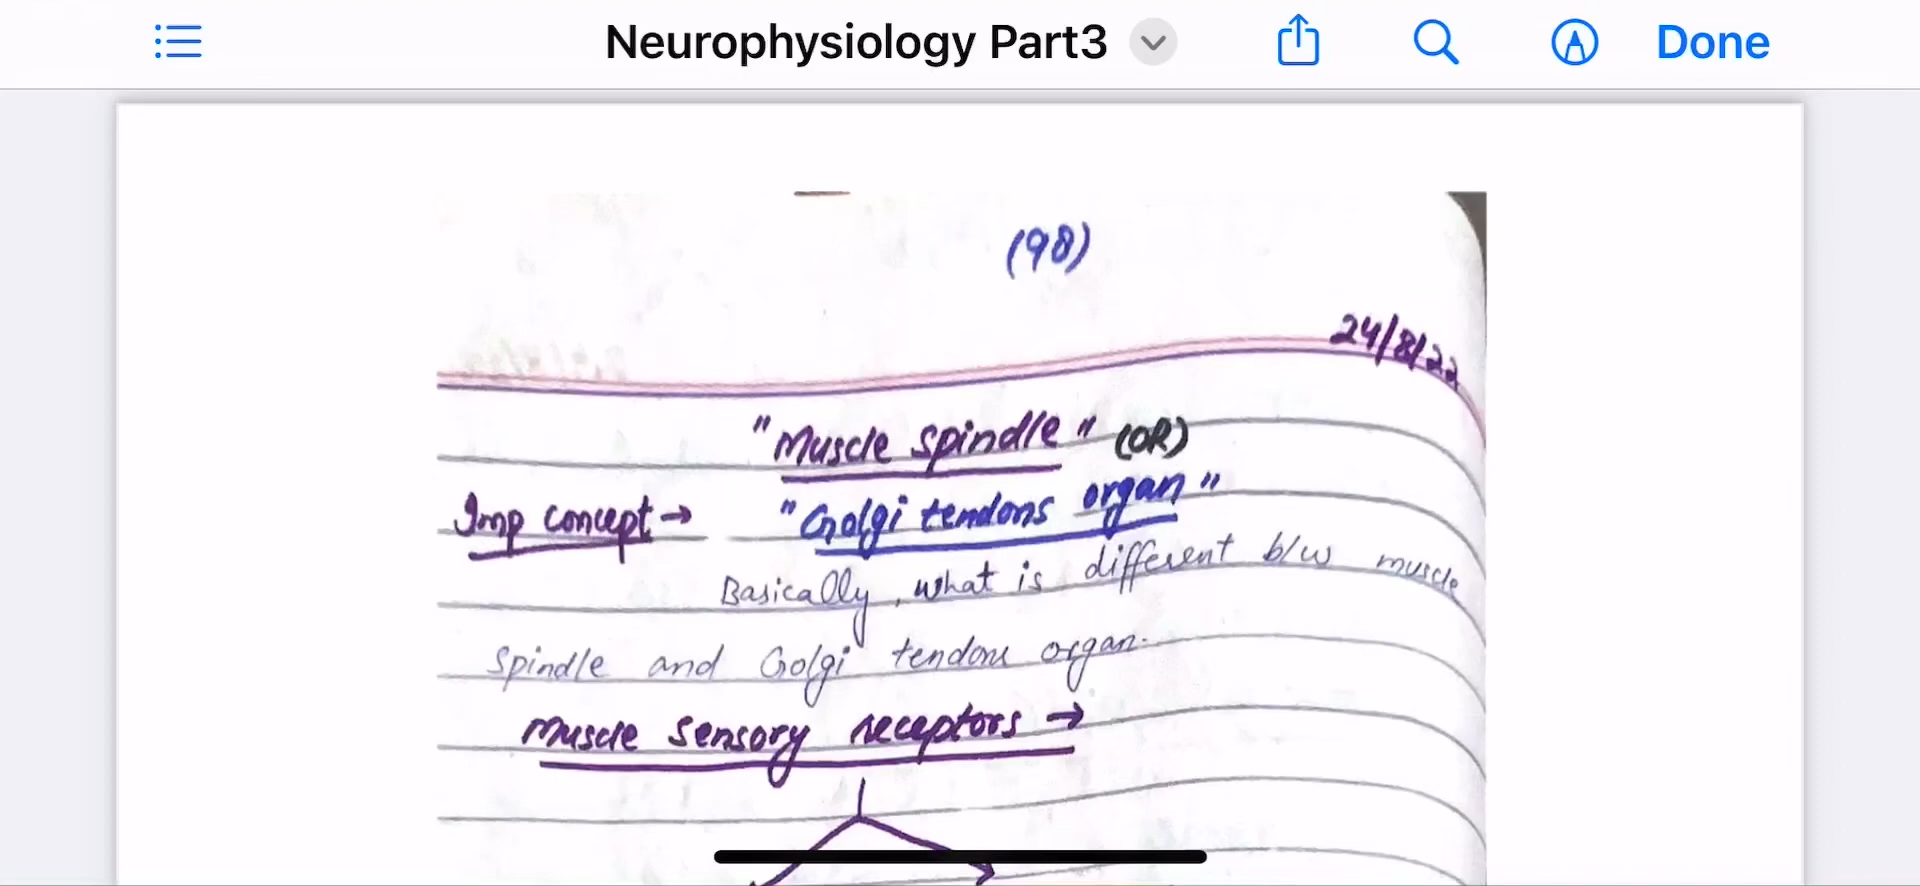 Neurophysiology Part3
Done
(98)
24/8/22
"Muscle spindle" (OR)
Imp concept → "Golgi tendons organ"
Basically, what is different b/w muscle
Spindle and Golgi tendons organ.
Muscle sensory receptors →